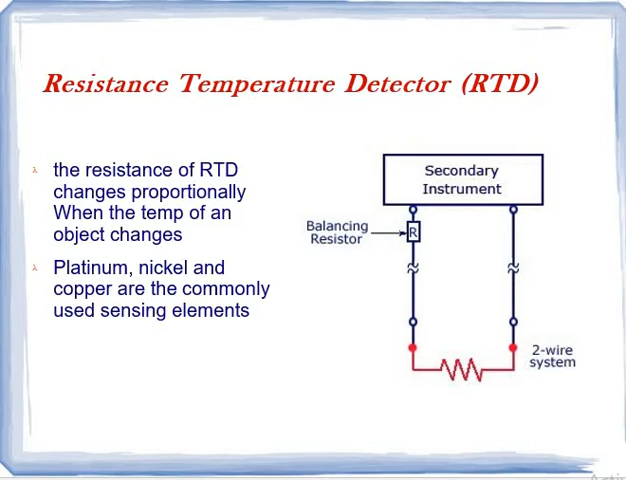 Resistance Temperature Detector (RTD)
λ the resistance of RTD
changes proportionally
When the temp of an
object changes
λ Platinum, nickel and
copper are the commonly
used sensing elements
Secondary
Instrument
Balancing
Resistor
R
2-wire
system